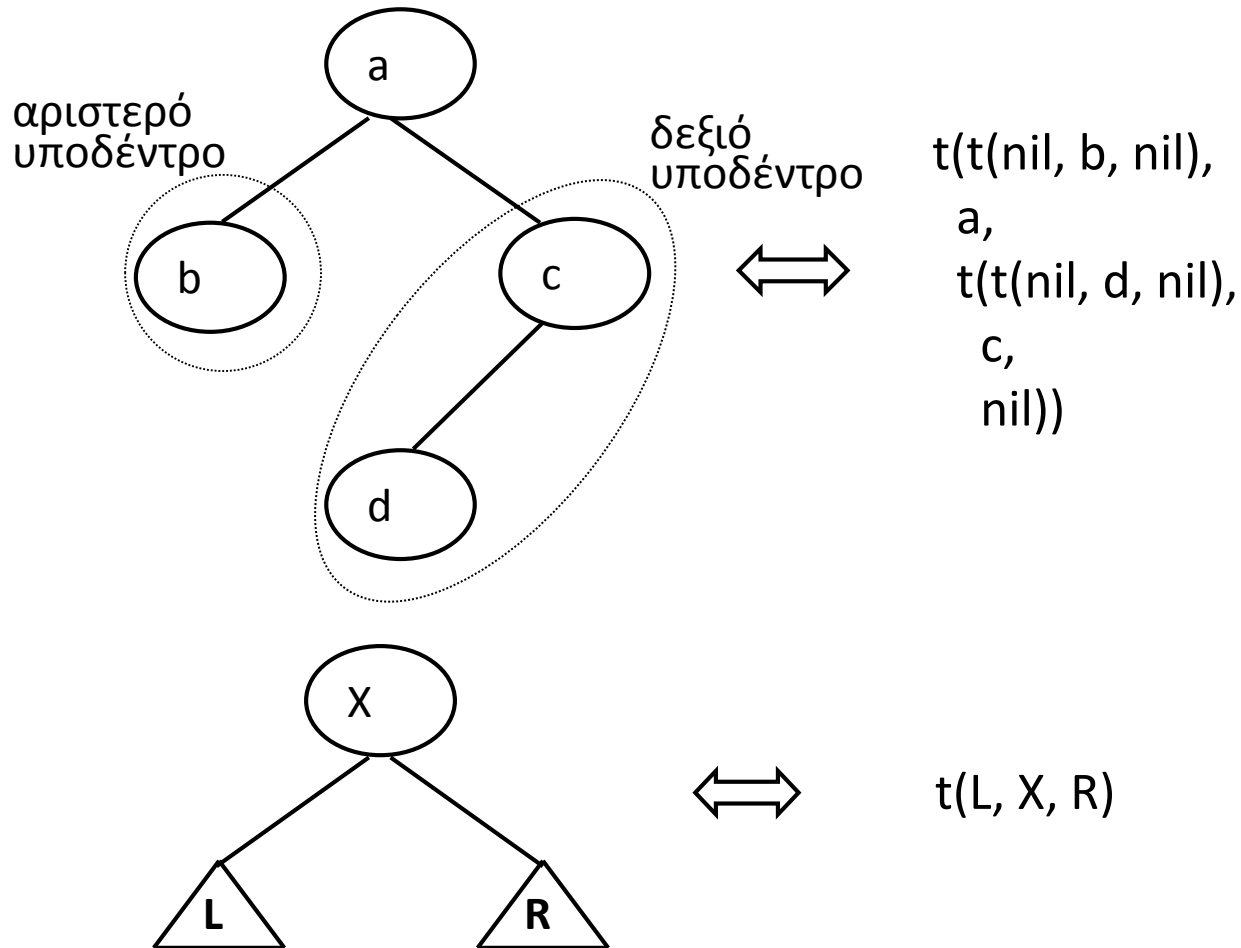 a
αριστερό
υποδέντρο
δεξιό
υποδέντρο
b
c
d
t(t(nil, b, nil),
a,
t(t(nil, d, nil),
c,
nil))
X
L
R
t(L, X, R)